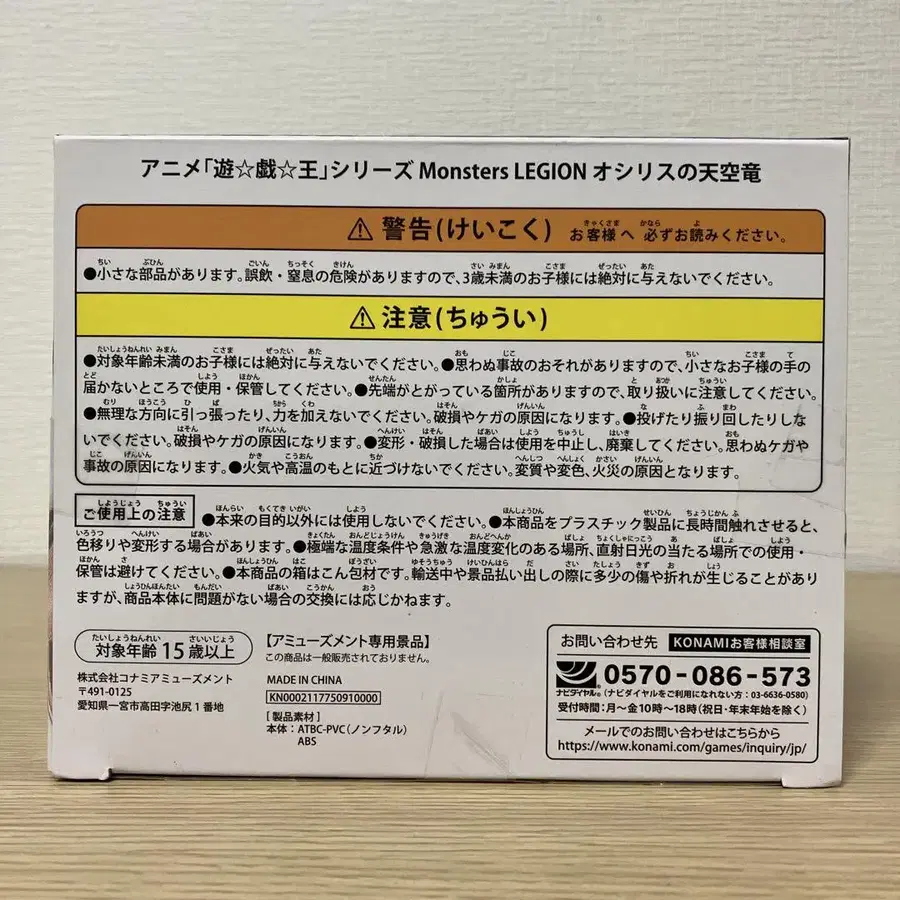 アニメ「遊☆戯☆王」シリーズ Monsters LEGION オシリスの天空竜
⚠ 警告(けいこく) お客様へ 必ずお読みください。
●小さな部品があります。誤飲・窒息の危険がありますので、3歳未満のお子様には絶対に与えないでください。
⚠ 注意(ちゅうい)
●対象年齢未満のお子様には絶対に与えないでください。●思わぬ事故のおそれがありますので、小さなお子様の手の
届かないところで使用・保管してください。●先端がとがっている箇所がありますので、取り扱いに注意してください。
●無理な方向に引っ張ったり、力を加えないでください。破損やケガの原因になります。●投げたり振り回したりしな
いでください。破損やケガの原因になります。●変形・破損した場合は使用を中止し、廃棄してください。思わぬケガや
事故の原因になります。●火気や高温のもとに近づけないでください。変質や変色、火災の原因となります。
ご使用上の注意 ●本来の目的以外には使用しないでください。●本商品をプラスチック製品に長時間触れさせると、
色移りや変形する場合があります。●極端な温度条件や急激な温度変化のある場所、直射日光の当たる場所での使用・
保管は避けてください。●本商品の箱はこん包材です。輸送中や景品払い出しの際に多少の傷や折れが生じることがあり
ますが、商品本体に問題がない場合の交換には応じかねます。
対象年齢 15歳以上
株式会社コナミアミューズメント
〒491-0125
愛知県一宮市高田字池尻1番地
【アミューズメント専用景品】
この商品は一般販売されておりません。
MADE IN CHINA
KN0002117750910000
[製品素材]
本体:ATBC-PVC(ノンフタル)
ABS
お問い合わせ先 KONAMIお客様相談室
0570-086-573
ナビダイヤル®(ナビダイヤルをご利用になれない方:03-6636-0580)
受付時間:月〜金10時〜18時(祝日・年末年始を除く)
メールでのお問い合わせはこちらから
https://www.konami.com/games/inquiry/jp/